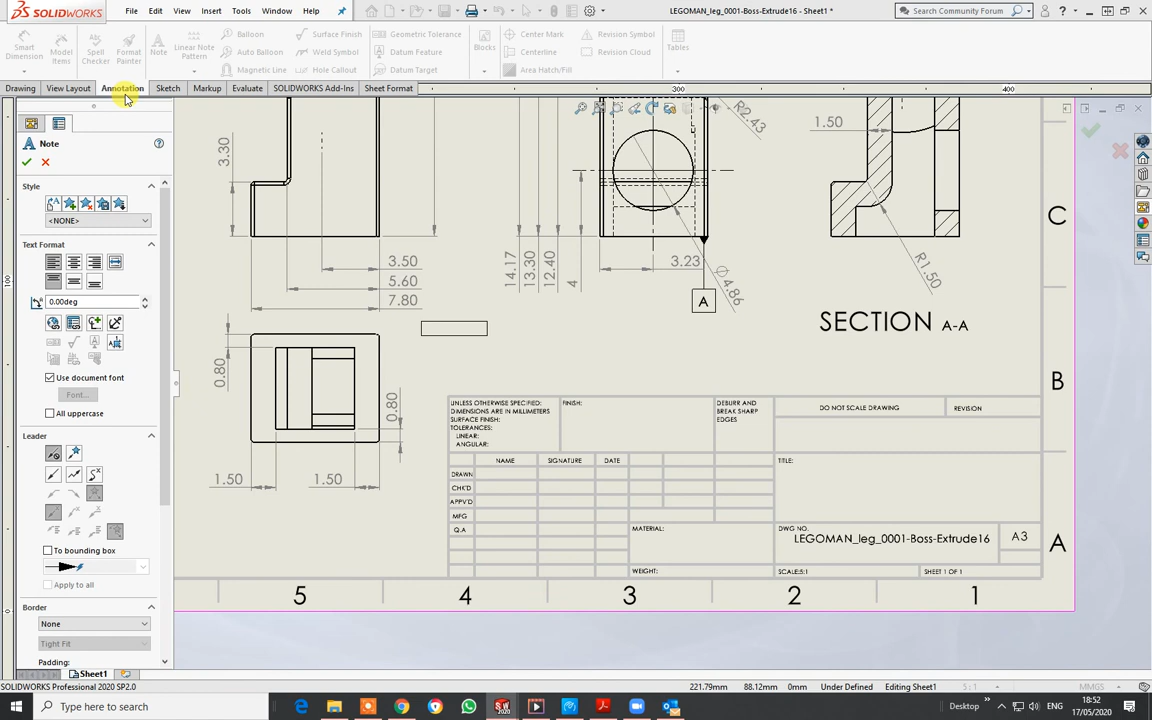 SOLIDWORKS
File Edit View Insert Tools Window Help
LEGOMAN_leg_0001-Boss-Extrude16 - Sheet1 *
Search Community Forum
Smart Dimension
Model Items
Spell Checker
Format Painter
Note
Linear Note Pattern
Balloon
Auto Balloon
Magnetic Line
Surface Finish
Weld Symbol
Hole Callout
Geometric Tolerance
Datum Feature
Datum Target
Blocks
Center Mark
Centerline
Area Hatch/Fill
Revision Symbol
Revision Cloud
Tables
Drawing View Layout Annotation Sketch Markup Evaluate SOLIDWORKS Add-Ins Sheet Format
300
400
100
0
Note
Style
<NONE>
Text Format
0.00deg
Use document font
Font...
All uppercase
Leader
To bounding box
Apply to all
Border
None
Tight Fit
Padding:
3.30
3.50
5.60
7.80
14.17
13.30
12.40
4
3.23
Ø4.86
R2.43
A
1.50
R1.50
SECTION A-A
C
B
A
0.80
0.80
1.50
1.50
UNLESS OTHERWISE SPECIFIED:
DIMENSIONS ARE IN MILLIMETERS
SURFACE FINISH:
TOLERANCES:
LINEAR:
ANGULAR:
FINISH:
DEBURR AND
BREAK SHARP
EDGES
DO NOT SCALE DRAWING
REVISION
NAME SIGNATURE DATE
TITLE:
DRAWN
CHK'D
APPV'D
MFG
Q.A
MATERIAL:
DWG NO.
LEGOMAN_leg_0001-Boss-Extrude16
A3
WEIGHT:
SCALE:5:1
SHEET 1 OF 1
5 4 3 2 1
Sheet1
SOLIDWORKS Professional 2020 SP2.0
221.79mm 88.12mm 0mm Under Defined Editing Sheet1 5 : 1 MMGS
Type here to search
Desktop
ENG
18:52
17/05/2020